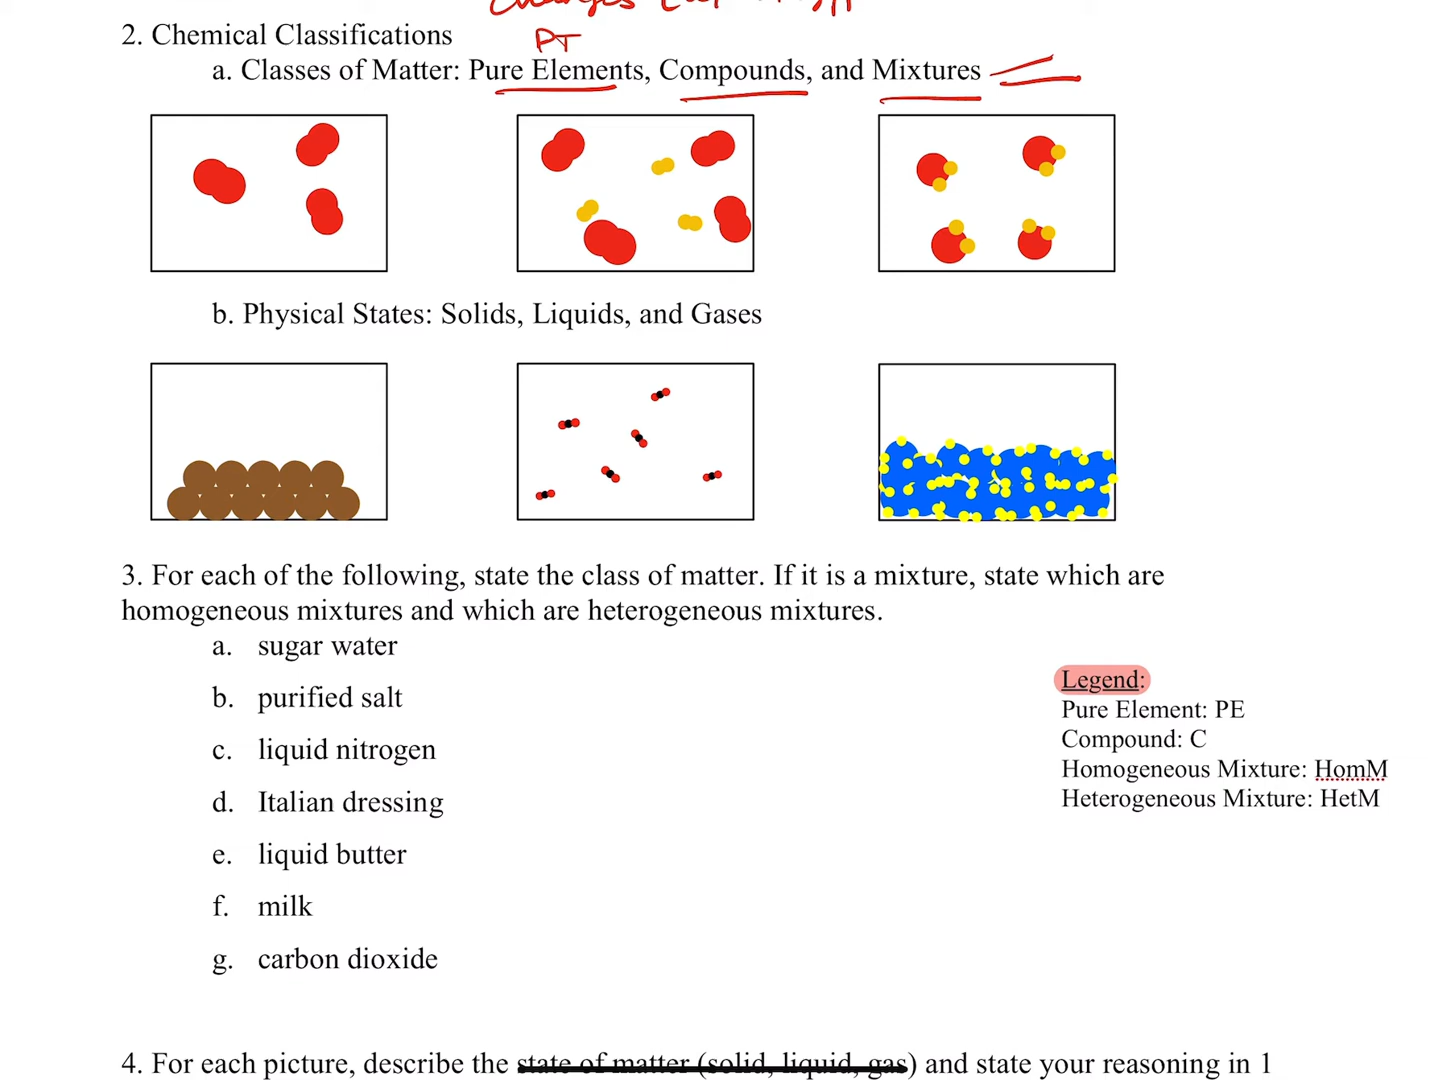 2. Chemical Classifications
PT
a. Classes of Matter: Pure Elements, Compounds, and Mixtures
b. Physical States: Solids, Liquids, and Gases
3. For each of the following, state the class of matter. If it is a mixture, state which are
homogeneous mixtures and which are heterogeneous mixtures.
a. sugar water
b. purified salt
c. liquid nitrogen
d. Italian dressing
e. liquid butter
f. milk
g. carbon dioxide
Legend:
Pure Element: PE
Compound: C
Homogeneous Mixture: HomM
Heterogeneous Mixture: HetM
4. For each picture, describe the state of matter (solid, liquid, gas) and state your reasoning in 1